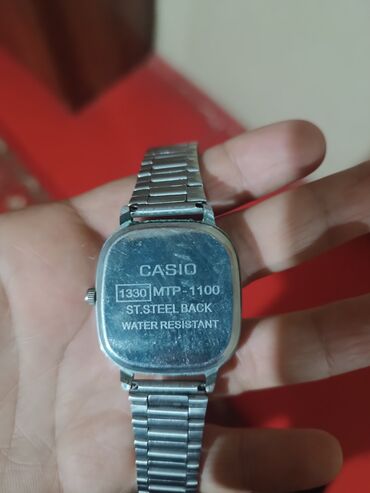 CASIO
1330 MTP-1100
ST.STEEL BACK
WATER RESISTANT